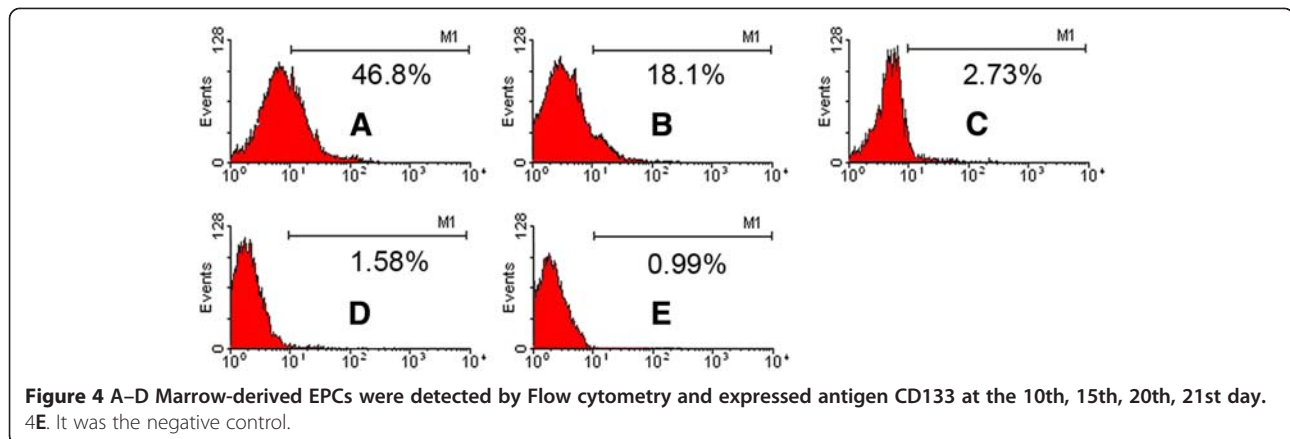 M1
128
Events
0
46.8%
A
10⁰ 10¹ 10² 10³ 10⁴
M1
128
Events
0
18.1%
B
10⁰ 10¹ 10² 10³ 10⁴
M1
128
Events
0
2.73%
C
10⁰ 10¹ 10² 10³ 10⁴
M1
128
Events
0
1.58%
D
10⁰ 10¹ 10² 10³ 10⁴
M1
128
Events
0
0.99%
E
10⁰ 10¹ 10² 10³ 10⁴
Figure 4 A–D Marrow-derived EPCs were detected by Flow cytometry and expressed antigen CD133 at the 10th, 15th, 20th, 21st day.
4E. It was the negative control.